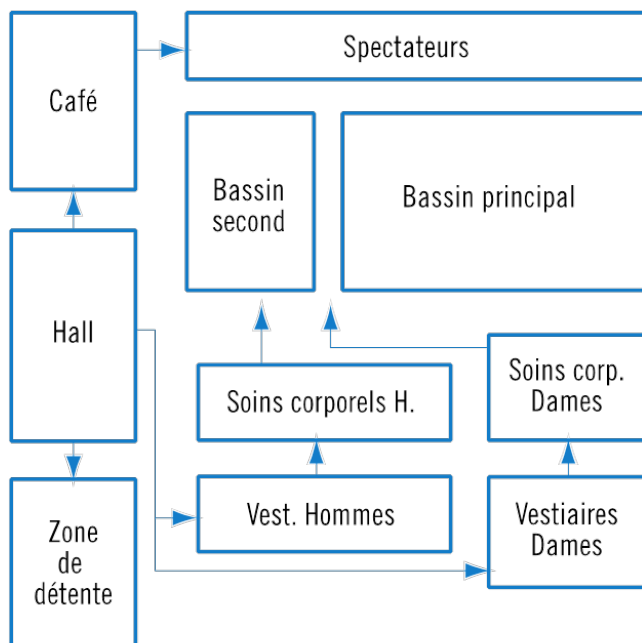 Spectateurs
Café
Bassin
second
Bassin principal
Hall
Soins corporels H.
Soins corp.
Dames
Vest. Hommes
Vestiaires
Dames
Zone
de
détente